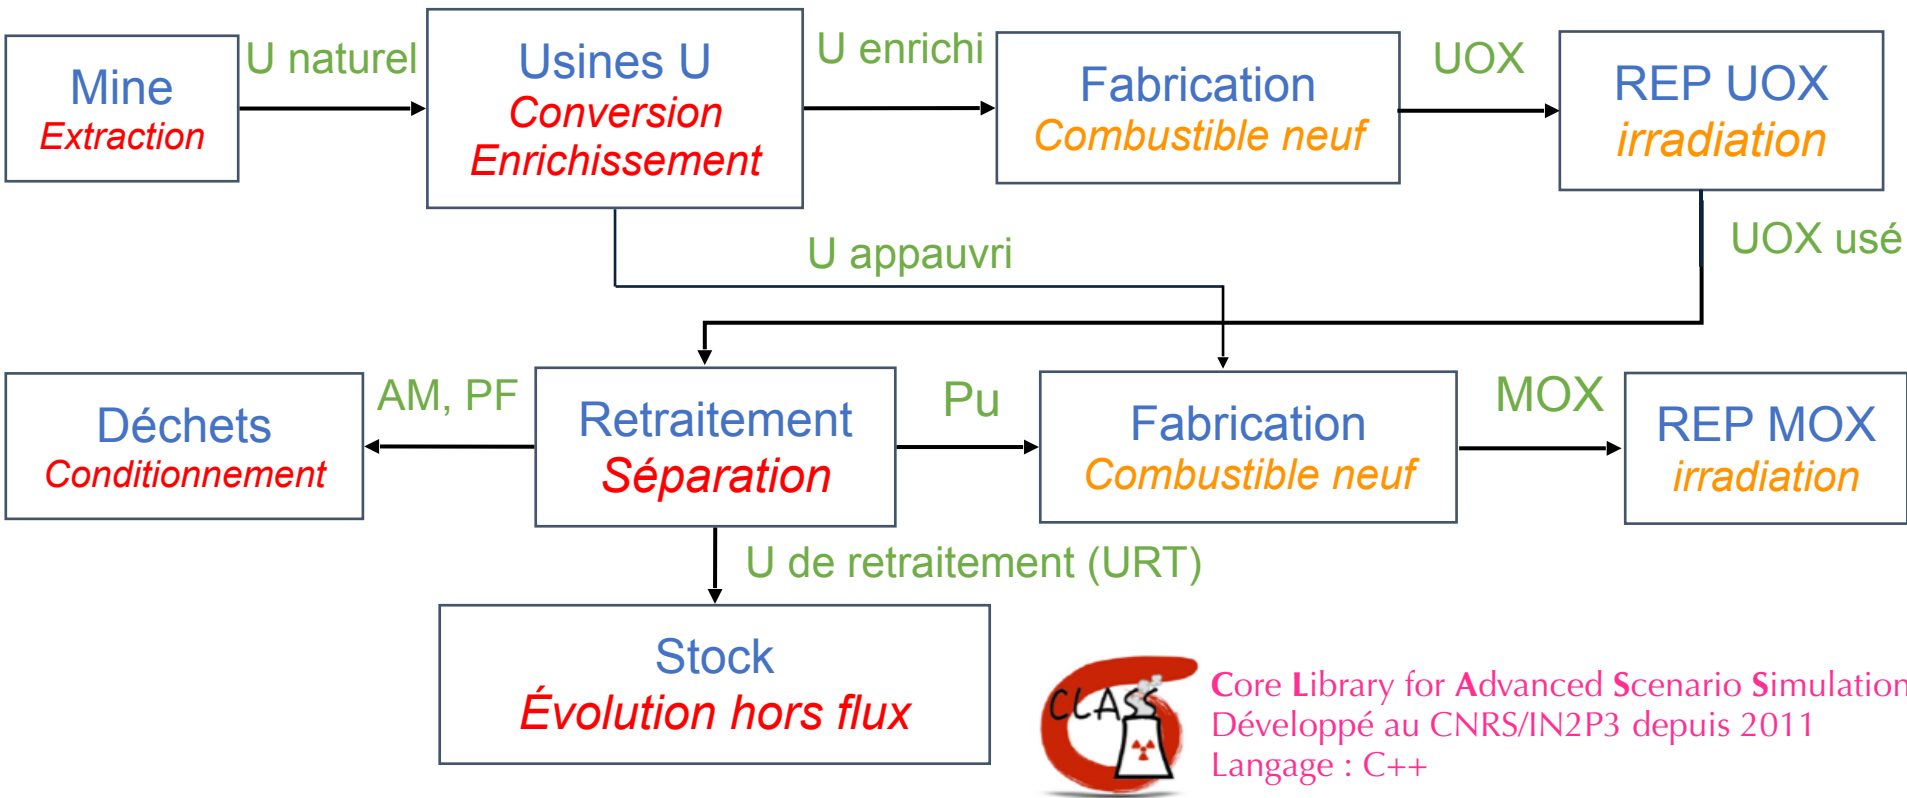 Mine
Extraction
U naturel
Usines U
Conversion
Enrichissement
U enrichi
Fabrication
Combustible neuf
UOX
REP UOX
irradiation
U appauvri
UOX usé
Déchets
Conditionnement
AM, PF
Retraitement
Séparation
Pu
Fabrication
Combustible neuf
MOX
REP MOX
irradiation
U de retraitement (URT)
Stock
Évolution hors flux
CLASS
Core Library for Advanced Scenario Simulation
Développé au CNRS/IN2P3 depuis 2011
Langage : C++